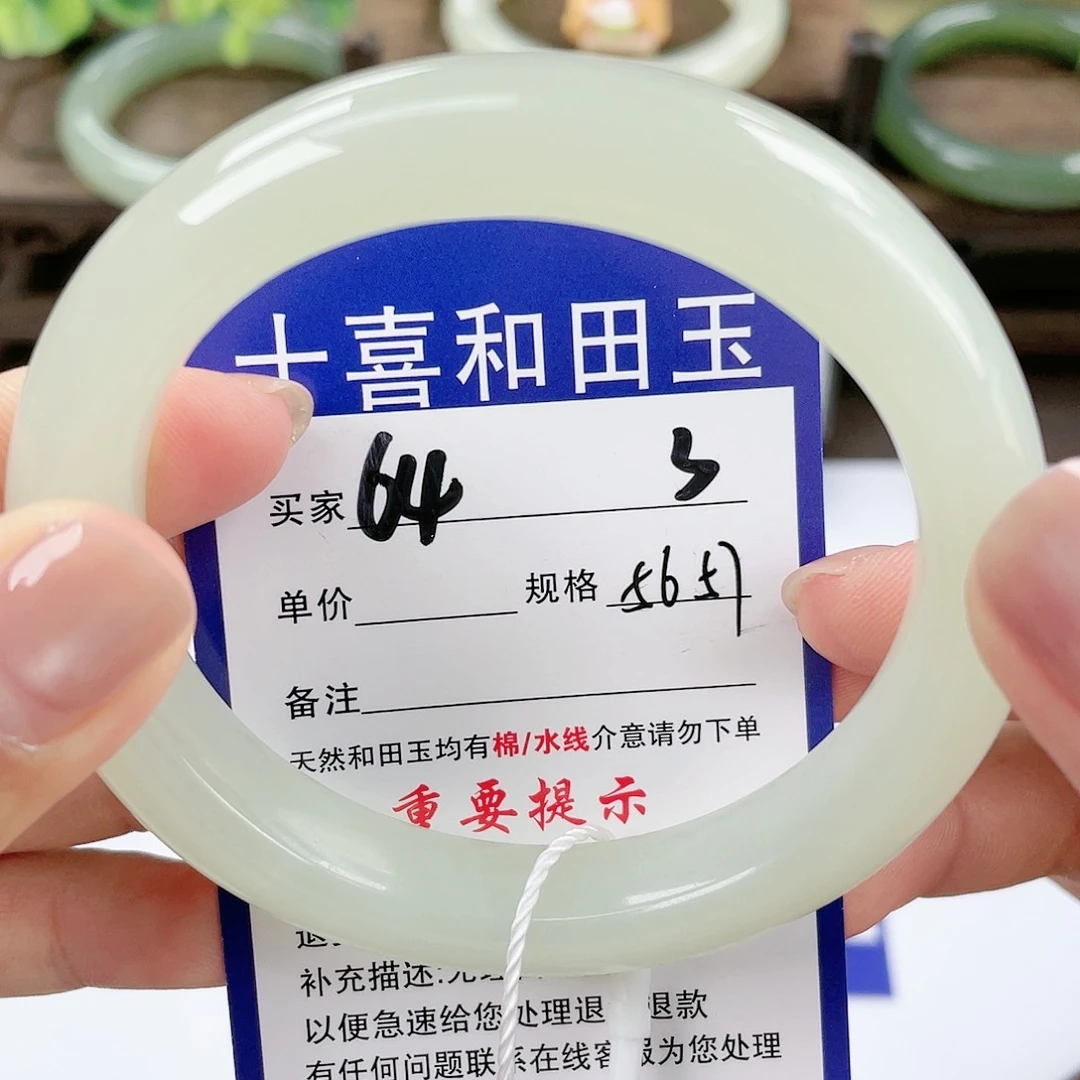 十喜和田玉
买家 64
单价 规格 5657
备注
天然和田玉均有棉/水线介意请勿下单
重要提示
补充描述:无
以便急速给您处理退 退款
有任何问题联系在线客服为您处理